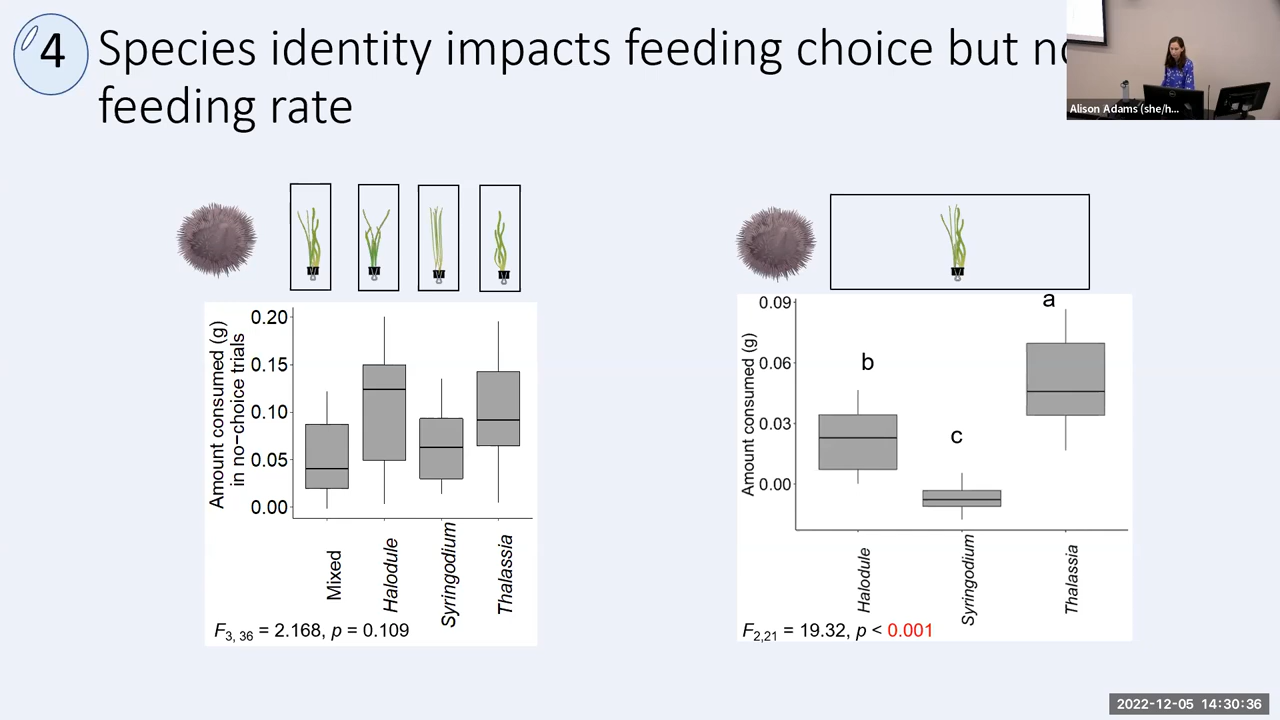 4
Species identity impacts feeding choice but
feeding rate
Alison Adams (she/h...
Amount consumed (g)
in no-choice trials
0.20
0.15
0.10
0.05
0.00
Mixed
Halodule
Syringodium
Thalassia
F3, 36 = 2.168, p = 0.109
Amount consumed (g)
0.09
0.06
0.03
0.00
b
c
a
Halodule
Syringodium
Thalassia
F2,21 = 19.32, p < 0.001
2022-12-05 14:30:36